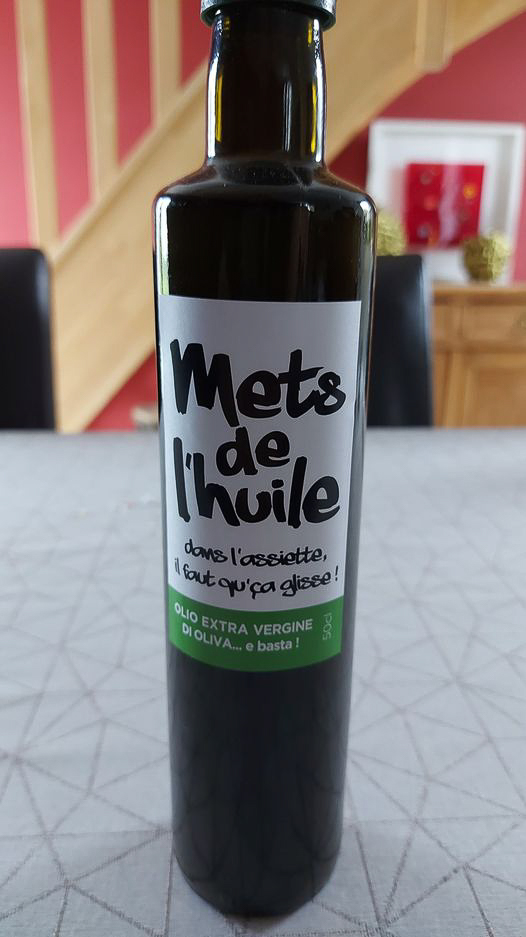 Mets
de
l'huile
dans l'assiette,
il faut qu'ça glisse !
OLIO EXTRA VERGINE
DI OLIVA... e basta !
50cl